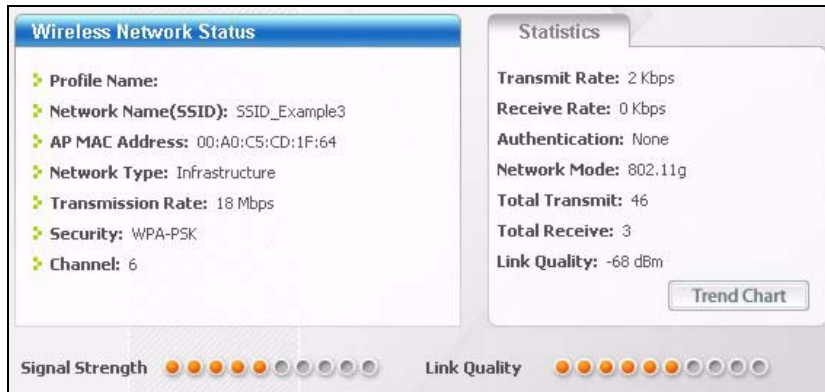 Wireless Network Status
Profile Name:
Network Name(SSID): SSID_Example3
AP MAC Address: 00:A0:C5:CD:1F:64
Network Type: Infrastructure
Transmission Rate: 18 Mbps
Security: WPA-PSK
Channel: 6
Statistics
Transmit Rate: 2 Kbps
Receive Rate: 0 Kbps
Authentication: None
Network Mode: 802.11g
Total Transmit: 46
Total Receive: 3
Link Quality: -68 dBm
Trend Chart
Signal Strength
Link Quality